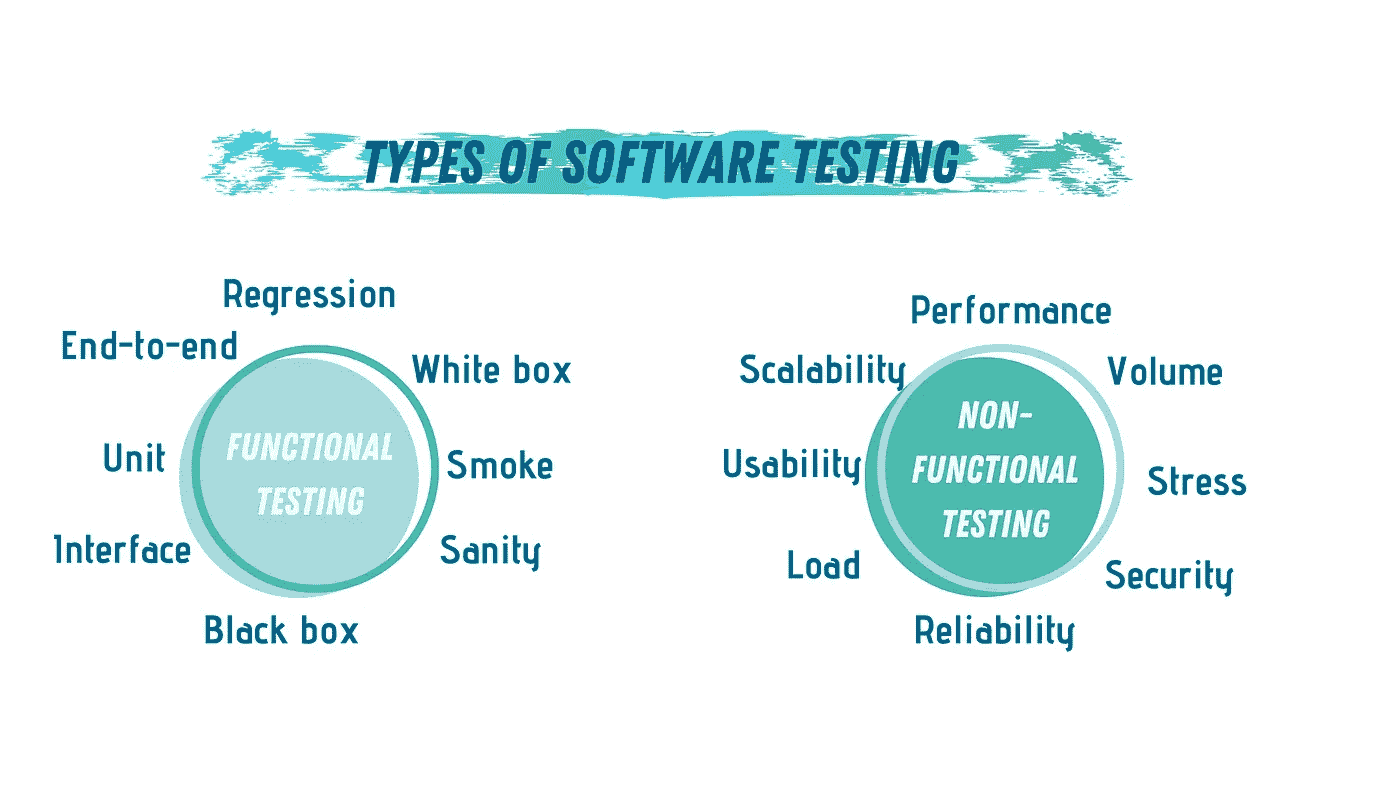 TYPES OF SOFTWARE TESTING
Regression
End-to-end
White box
Unit
FUNCTIONAL
TESTING
Smoke
Interface
Sanity
Black box
Performance
Scalability
Volume
Usability
NON-
FUNCTIONAL
TESTING
Stress
Load
Security
Reliability